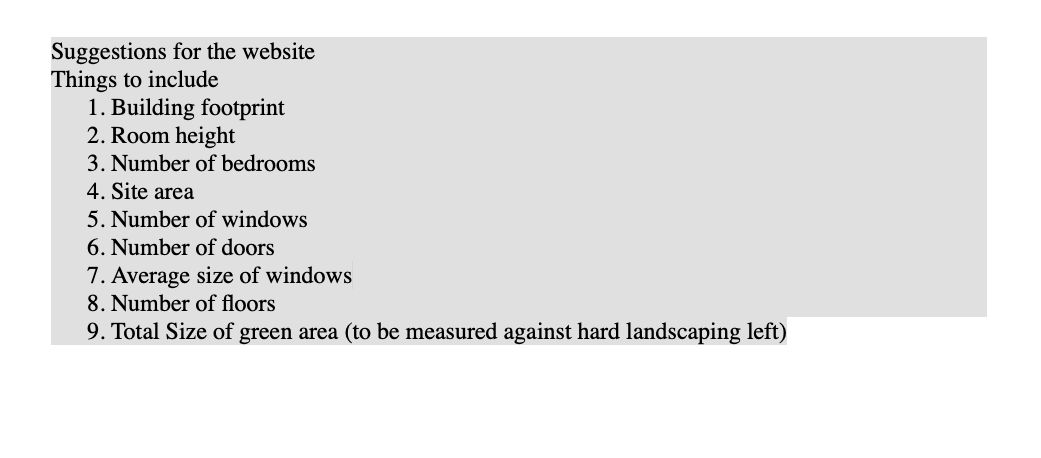 Suggestions for the website
Things to include
1. Building footprint
2. Room height
3. Number of bedrooms
4. Site area
5. Number of windows
6. Number of doors
7. Average size of windows
8. Number of floors
9. Total Size of green area (to be measured against hard landscaping left)